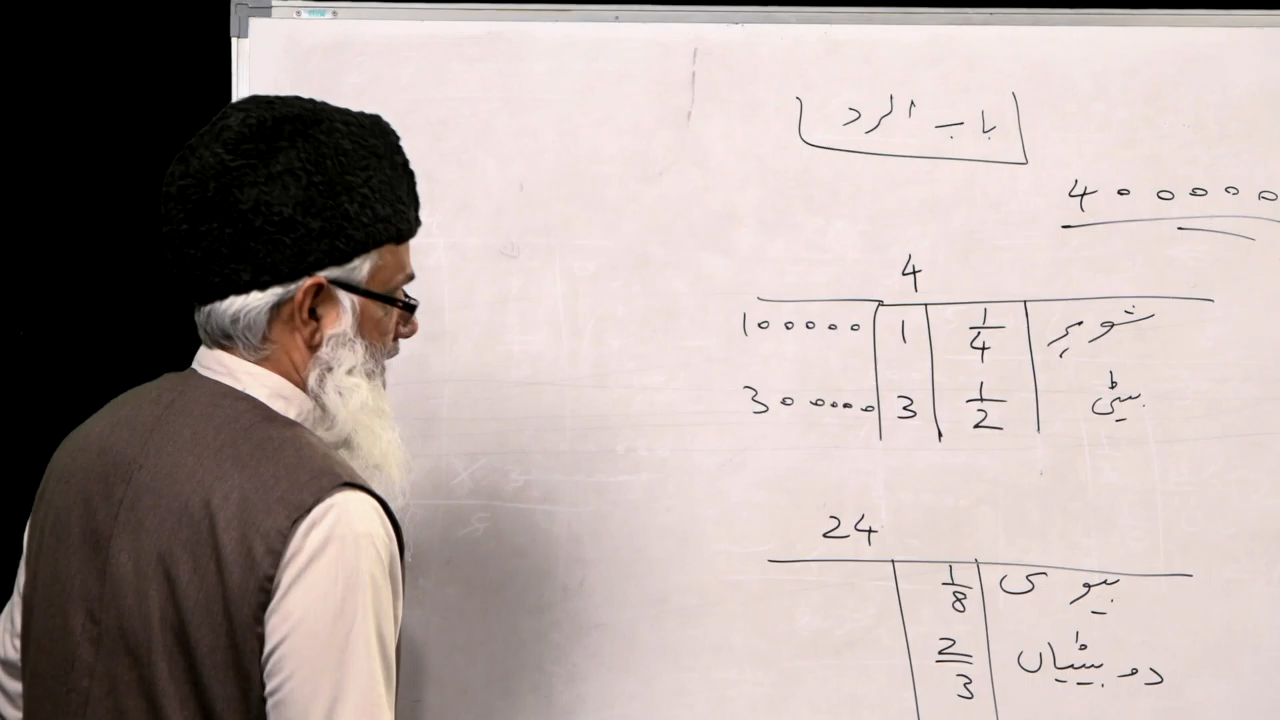 باب الرد
400000
4
شوہر 1/4 1 100000
بیٹی 1/2 3 300000
24
بیوی 1/8
دو بیٹیاں 2/3